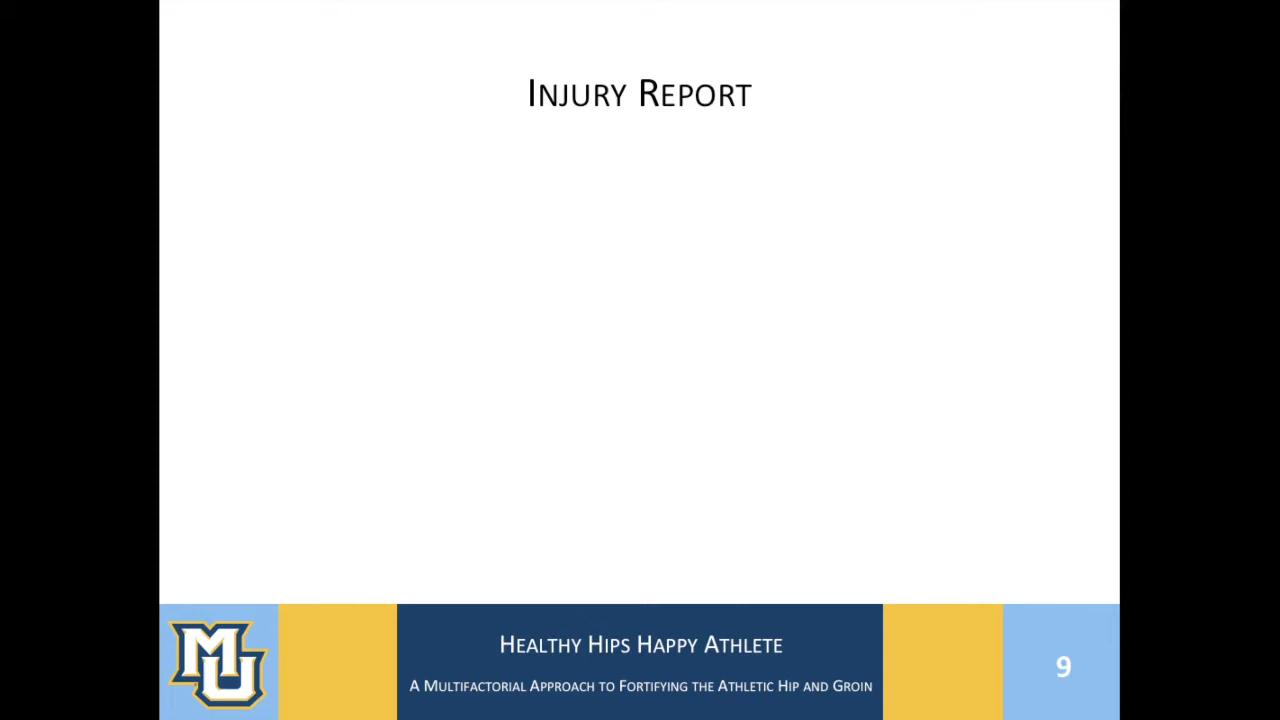 Injury Report
Healthy Hips Happy Athlete
A Multifactorial Approach to Fortifying the Athletic Hip and Groin
MU
9